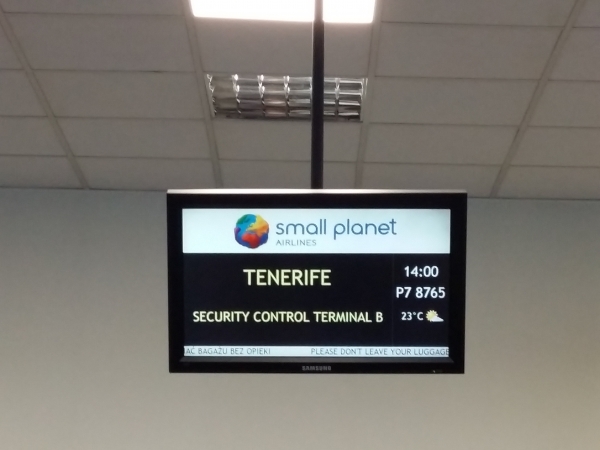 small planet
AIRLINES
TENERIFE
14:00
P7 8765
SECURITY CONTROL TERMINAL B
23°C
BAGAŻU BEZ OPIEKI PLEASE DON'T LEAVE YOUR LUGGAGE
SAMSUNG